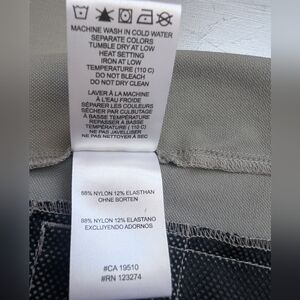 MACHINE WASH IN COLD WATER
SEPARATE COLORS
TUMBLE DRY AT LOW
HEAT SETTING
IRON AT LOW
TEMPERATURE (110 C)
DO NOT BLEACH
DO NOT DRY CLEAN
LAVER À LA MACHINE
À L'EAU FROIDE
SÉPARER LES COULEURS
SÉCHER PAR CULBUTAGE
À BASSE TEMPÉRATURE
REPASSER À BASSE
TEMPÉRATURE (110 C)
NE PAS JAVELLISER
NE PAS NETTOYER À SEC
88% NYLON 12% ELASTHAN
OHNE BORTEN
88% NYLON 12% ELASTANO
EXCLUYENDO ADORNOS
#CA 19510
#RN 123274